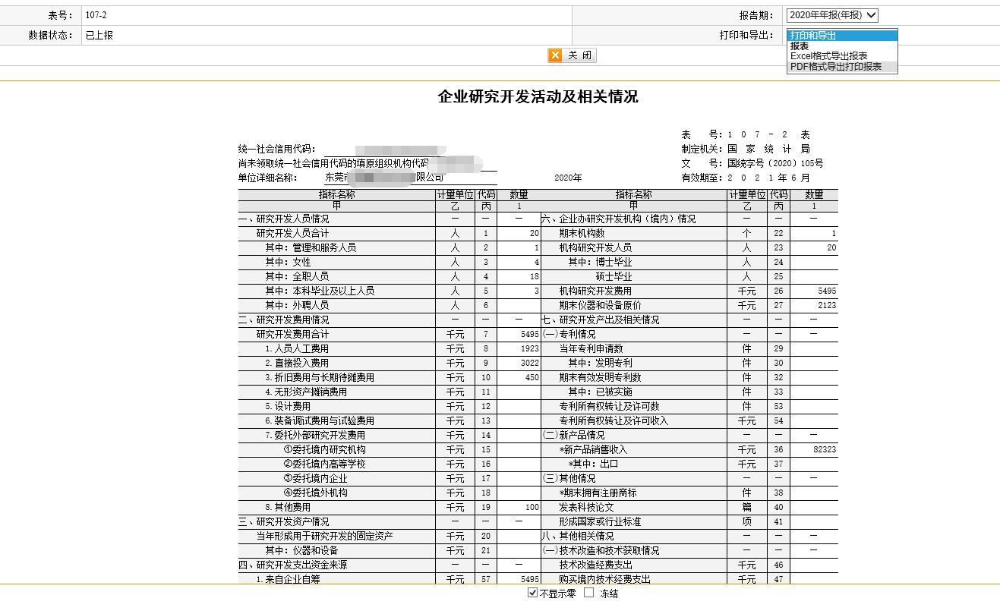 表号： 107-2 报告期： 2020年年报(年报)
数据状态： 已上报 打印和导出： 打印和导出
报表
Excel格式导出报表
PDF格式导出打印报表
关 闭
企业研究开发活动及相关情况
表 号：１０７－２ 表
统一社会信用代码： 制定机关：国 家 统 计 局
尚未领取统一社会信用代码的填原组织机构代码 文 号：国统字号（2020）105号
单位详细名称： 东莞市 限公司 2020年 有效期至：２０２１年６月
指标名称 计量单位 代码 数量 指标名称 计量单位 代码 数量
甲 乙 丙 1 甲 乙 丙 1
一、研究开发人员情况 — — — 六、企业办研究开发机构（境内）情况 — — —
研究开发人员合计 人 1 20 期末机构数 个 22 1
其中：管理和服务人员 人 2 1 机构研究开发人员 人 23 20
其中：女性 人 3 4 其中：博士毕业 人 24
其中：全职人员 人 4 18 硕士毕业 人 25
其中：本科毕业及以上人员 人 5 3 机构研究开发费用 千元 26 5495
其中：外聘人员 人 6 期末仪器和设备原价 千元 27 2123
二、研究开发费用情况 — — — 七、研究开发产出及相关情况 — — —
研究开发费用合计 千元 7 5495 (一)专利情况 — — —
1.人员人工费用 千元 8 1923 当年专利申请数 件 29
2.直接投入费用 千元 9 3022 其中：发明专利 件 30
3.折旧费用与长期待摊费用 千元 10 450 期末有效发明专利数 件 32
4.无形资产摊销费用 千元 11 其中：已被实施 件 33
5.设计费用 千元 12 专利所有权转让及许可数 件 53
6.装备调试费用与试验费用 千元 13 专利所有权转让及许可收入 千元 54
7.委托外部研究开发费用 千元 14 (二)新产品情况 — — —
①委托境内研究机构 千元 15 *新产品销售收入 千元 36 82323
②委托境内高等学校 千元 16 *其中：出口 千元 37
③委托境内企业 千元 17 (三)其他情况 — — —
④委托境外机构 千元 18 *期末拥有注册商标 件 38
8.其他费用 千元 19 100 发表科技论文 篇 40
三、研究开发资产情况 — — — 形成国家或行业标准 项 41
当年形成用于研究开发的固定资产 千元 20 八、其他相关情况 — — —
其中：仪器和设备 千元 21 (一)技术改造和技术获取情况 — — —
四、研究开发支出资金来源 — — — 技术改造经费支出 千元 46
1.来自企业自筹 千元 57 5495 购买境内技术经费支出 千元 47
不显示零 冻结